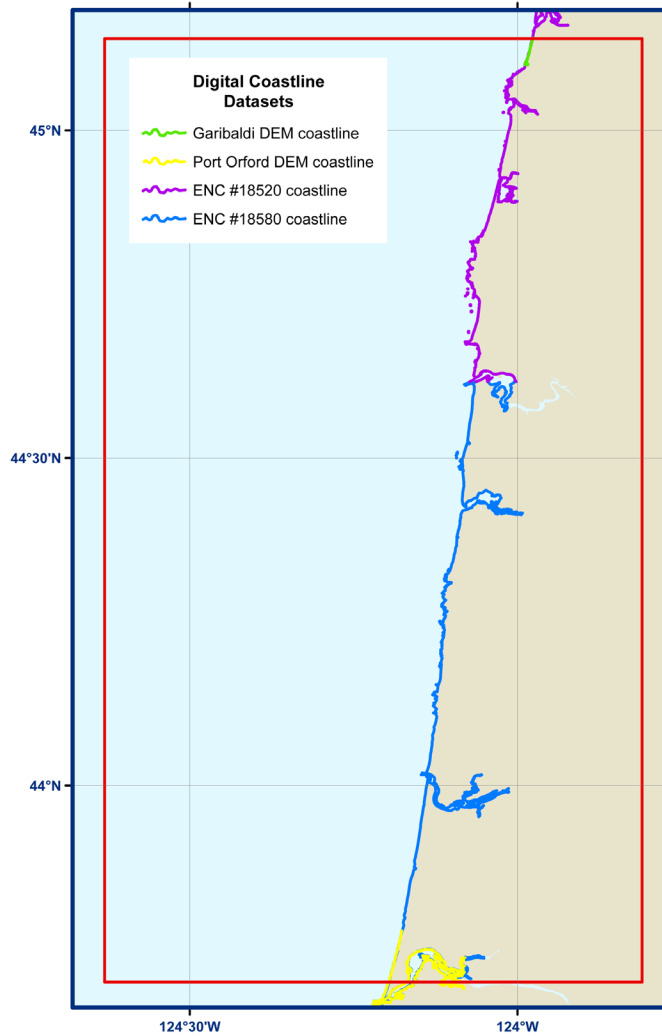 Digital Coastline
Datasets
Garibaldi DEM coastline
Port Orford DEM coastline
ENC #18520 coastline
ENC #18580 coastline
45°N
44°30'N
44°N
124°30'W
124°W